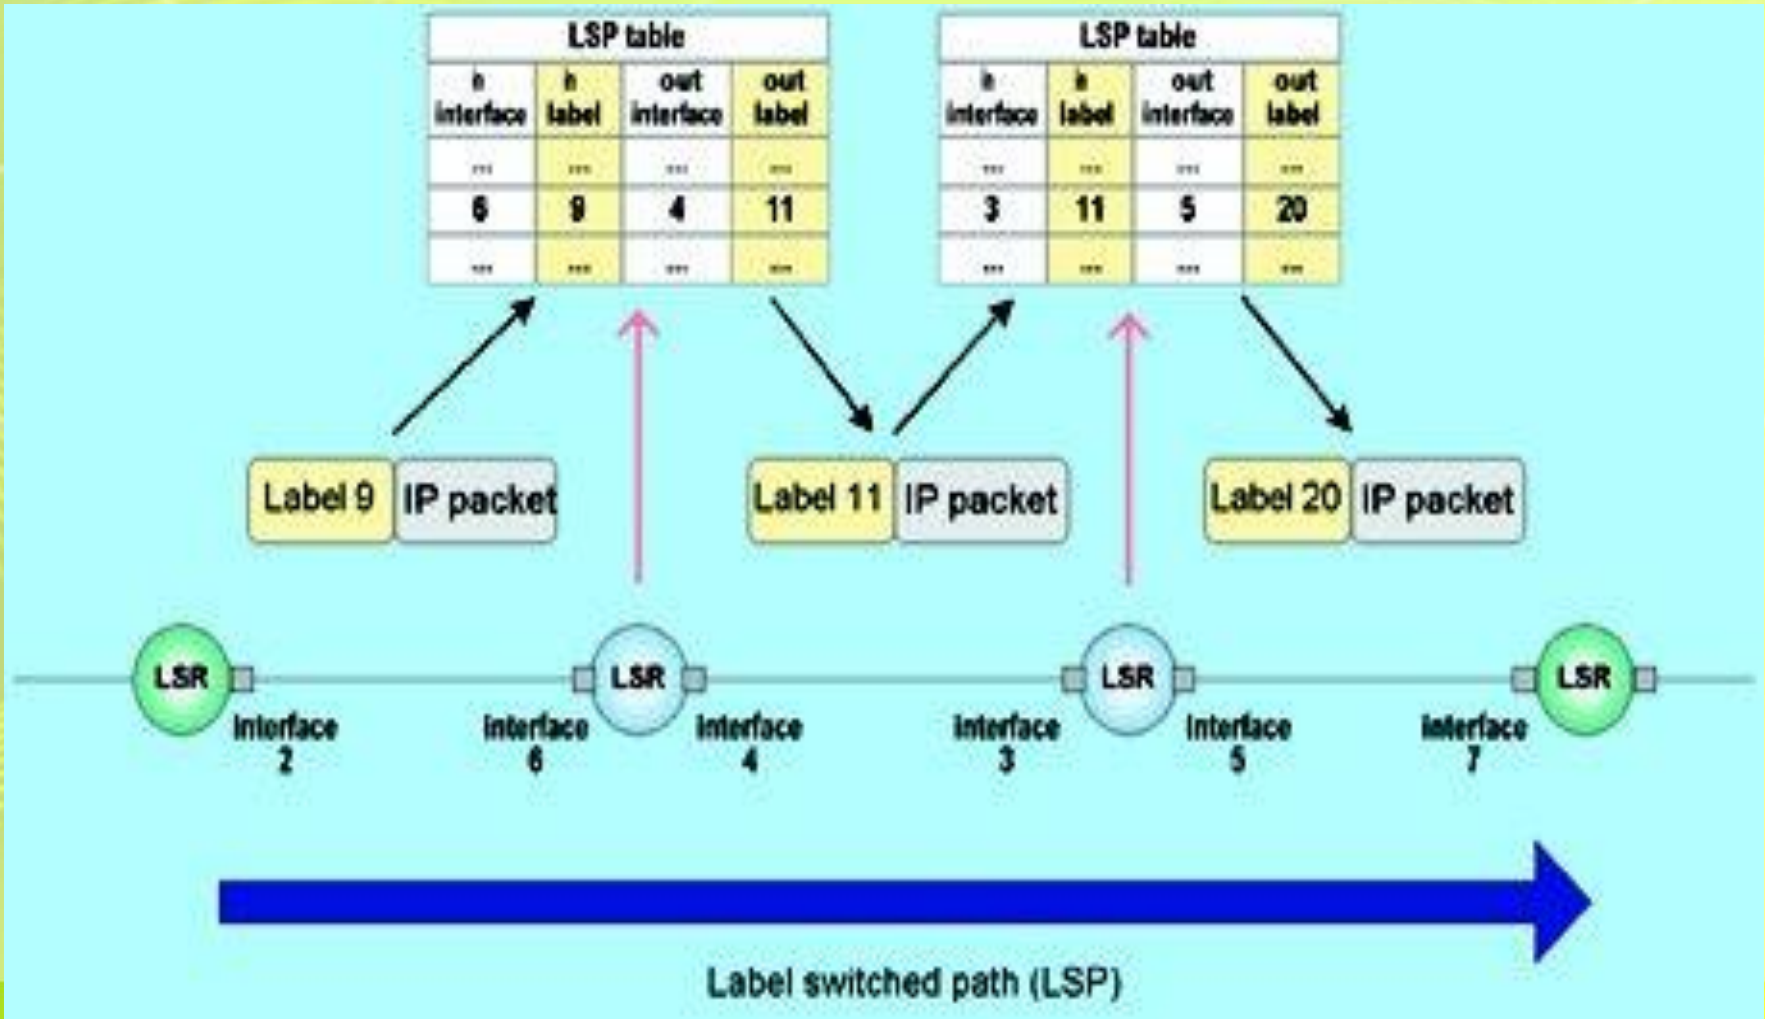 LSP table
in interface in label out interface out label
... ... ... ...
6 9 4 11
... ... ... ...
LSP table
in interface in label out interface out label
... ... ... ...
3 11 5 20
... ... ... ...
Label 9 IP packet
Label 11 IP packet
Label 20 IP packet
LSR
LSR
LSR
LSR
Interface
2
Interface
6
Interface
4
Interface
3
Interface
5
Interface
7
Label switched path (LSP)